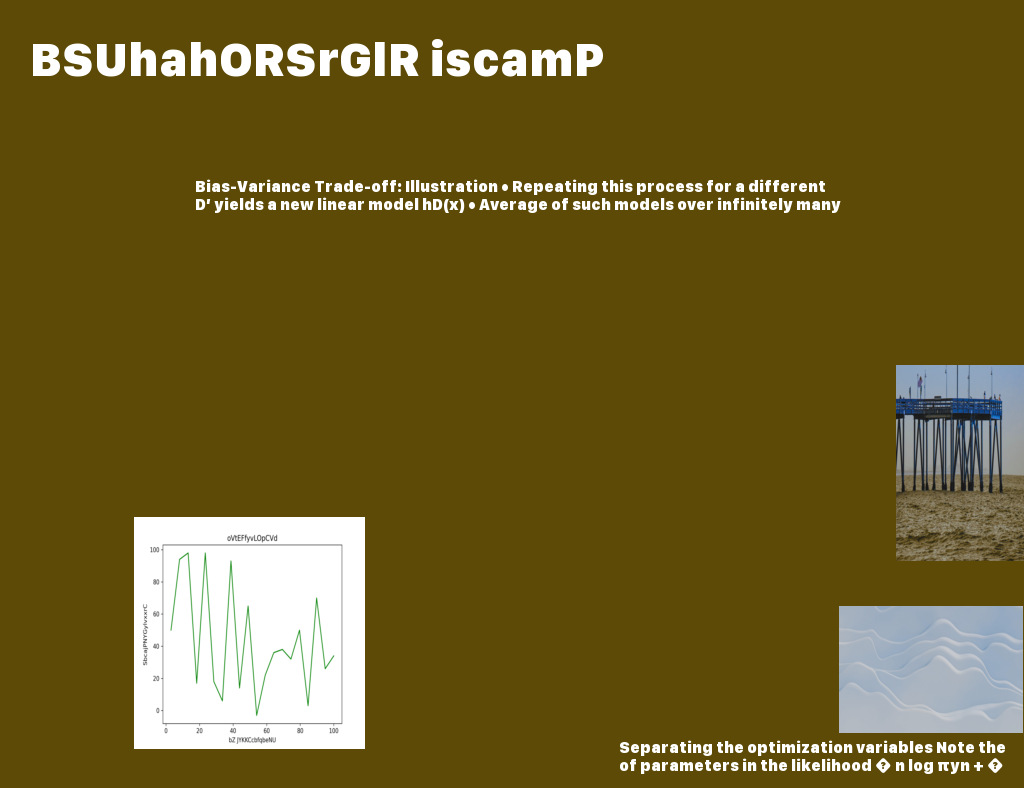 BSUhahORSrGlR iscamP
Bias-Variance Trade-off: Illustration • Repeating this process for a different
D′ yields a new linear model hD(x) • Average of such models over infinitely many
oVtEFfyvLOpCVd
100
80
60
40
20
0
SbcajPNYGylvxxrC
0 20 40 60 80 100
bZ JYKKCcbfqbeNU
Separating the optimization variables Note the
of parameters in the likelihood � n log πyn + �